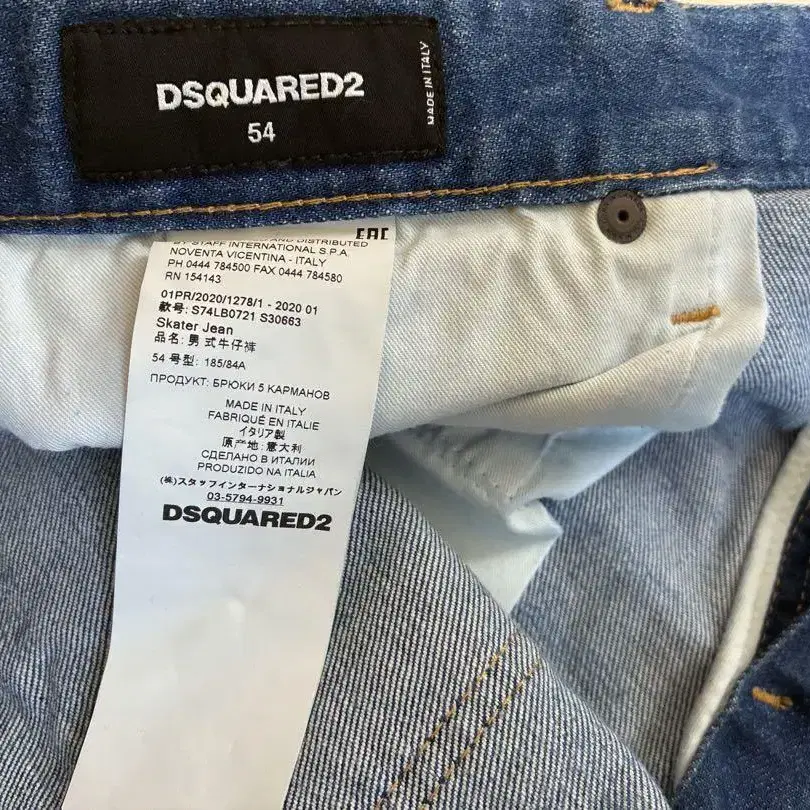 DSQUARED2
54
MADE IN ITALY
EAC
AND DISTRIBUTED
BY STAFF INTERNATIONAL S.P.A.
NOVENTA VICENTINA - ITALY
PH 0444 784500 FAX 0444 784580
RN 154143
01PR/2020/1278/1 - 2020 01
款号: S74LB0721 S30663
Skater Jean
品名: 男式牛仔裤
54 号型: 185/84A
ПРОДУКТ: БРЮКИ 5 КАРМАНОВ
MADE IN ITALY
FABRIQUÉ EN ITALIE
イタリア製
原产地: 意大利
СДЕЛАНО В ИТАЛИИ
PRODUZIDO NA ITALIA
(株)スタッフインターナショナルジャパン
03-5794-9931
DSQUARED2